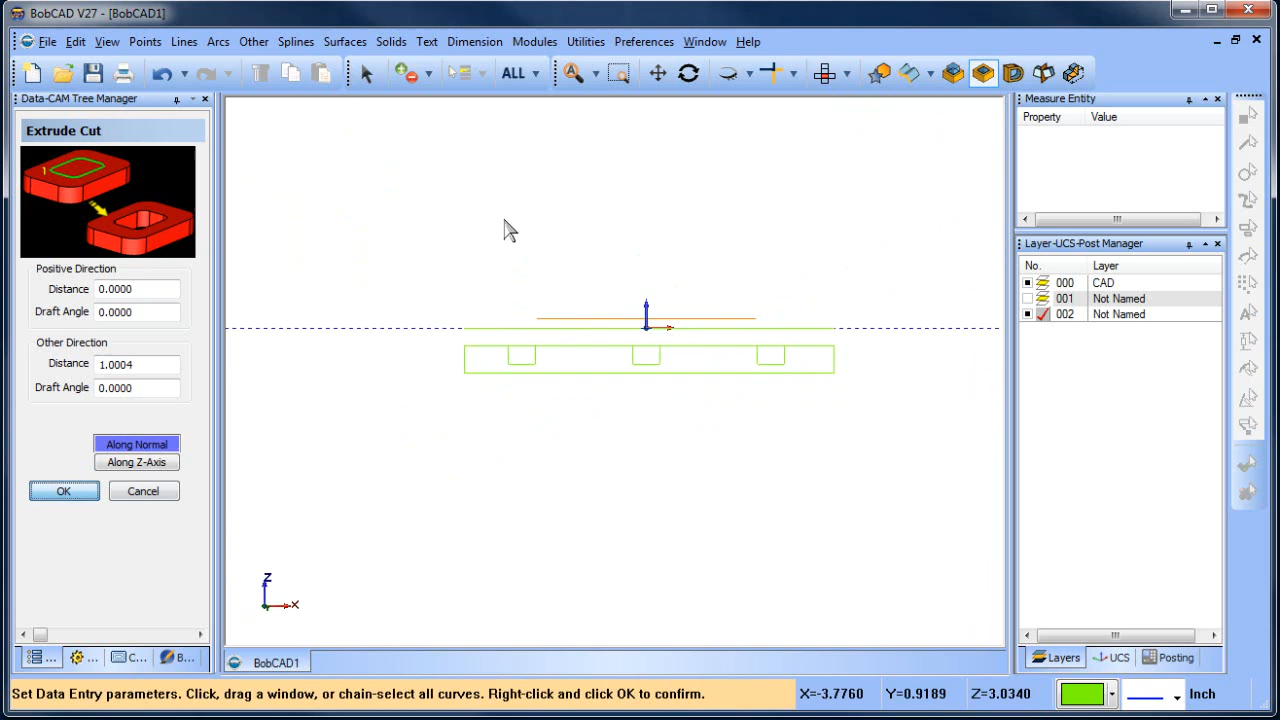 BobCAD V27 - [BobCAD1]
File Edit View Points Lines Arcs Other Splines Surfaces Solids Text Dimension Modules Utilities Preferences Window Help
ALL
Data-CAM Tree Manager
Extrude Cut
1
Positive Direction
Distance 0.0000
Draft Angle 0.0000
Other Direction
Distance 1.0004
Draft Angle 0.0000
Along Normal
Along Z-Axis
OK Cancel
... ... C... B...
Z
X
BobCAD1
Measure Entity
Property Value
Layer-UCS-Post Manager
No. Layer
000 CAD
001 Not Named
002 Not Named
Layers UCS Posting
Set Data Entry parameters. Click, drag a window, or chain-select all curves. Right-click and click OK to confirm. X=-3.7760 Y=0.9189 Z=3.0340 Inch